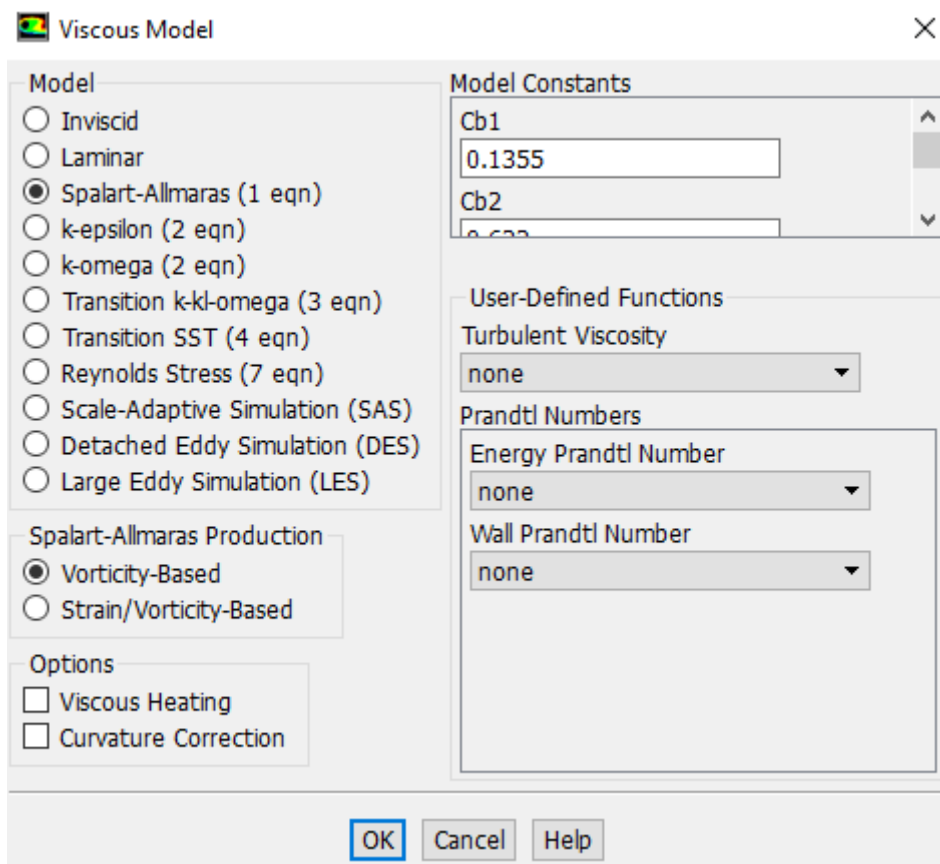 Viscous Model
Model
Inviscid
Laminar
Spalart-Allmaras (1 eqn)
k-epsilon (2 eqn)
k-omega (2 eqn)
Transition k-kl-omega (3 eqn)
Transition SST (4 eqn)
Reynolds Stress (7 eqn)
Scale-Adaptive Simulation (SAS)
Detached Eddy Simulation (DES)
Large Eddy Simulation (LES)
Spalart-Allmaras Production
Vorticity-Based
Strain/Vorticity-Based
Options
Viscous Heating
Curvature Correction
Model Constants
Cb1
0.1355
Cb2
User-Defined Functions
Turbulent Viscosity
none
Prandtl Numbers
Energy Prandtl Number
none
Wall Prandtl Number
none
OK Cancel Help